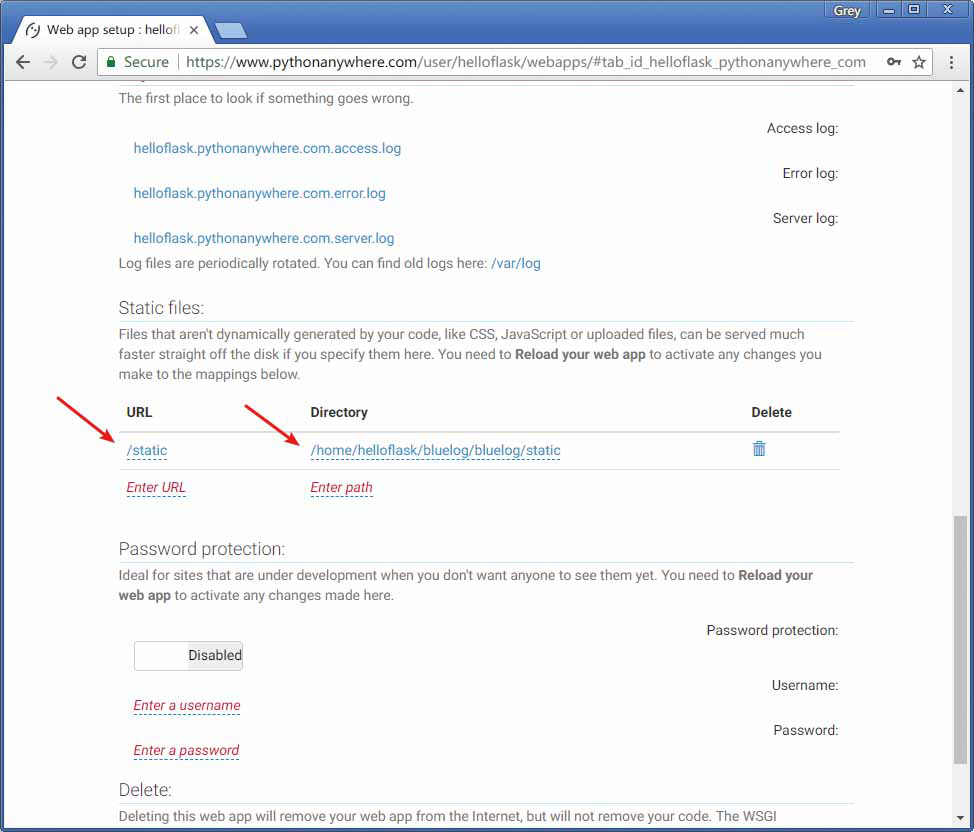 Grey
Web app setup : hellofl
Secure https://www.pythonanywhere.com/user/helloflask/webapps/#tab_id_helloflask_pythonanywhere_com
The first place to look if something goes wrong.
Access log:
helloflask.pythonanywhere.com.access.log
Error log:
helloflask.pythonanywhere.com.error.log
Server log:
helloflask.pythonanywhere.com.server.log
Log files are periodically rotated. You can find old logs here: /var/log
Static files:
Files that aren't dynamically generated by your code, like CSS, JavaScript or uploaded files, can be served much
faster straight off the disk if you specify them here. You need to Reload your web app to activate any changes you
make to the mappings below.
URL Directory Delete
/static /home/helloflask/bluelog/bluelog/static
Enter URL Enter path
Password protection:
Ideal for sites that are under development when you don't want anyone to see them yet. You need to Reload your
web app to activate any changes made here.
Password protection:
Disabled
Username:
Enter a username
Password:
Enter a password
Delete:
Deleting this web app will remove your web app from the Internet, but will not remove your code. The WSGI